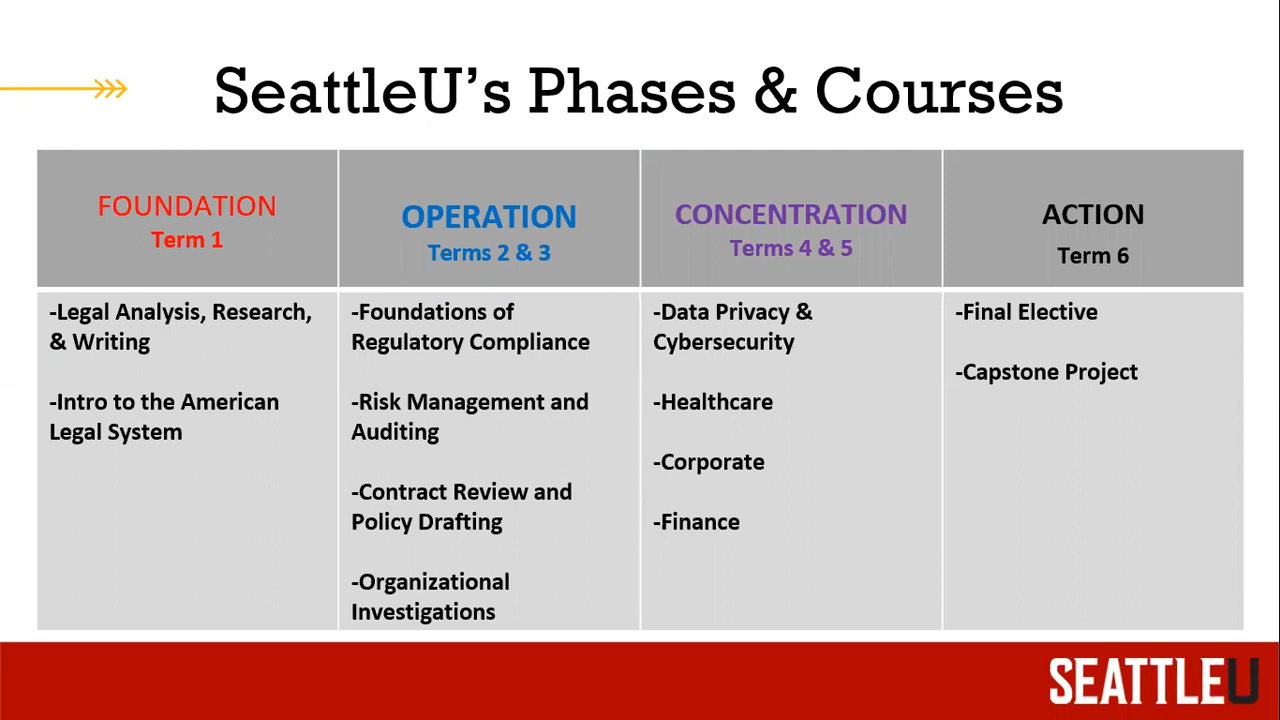 SeattleU's Phases & Courses
FOUNDATION
Term 1
OPERATION
Terms 2 & 3
CONCENTRATION
Terms 4 & 5
ACTION
Term 6
-Legal Analysis, Research,
& Writing
-Intro to the American
Legal System
-Foundations of
Regulatory Compliance
-Risk Management and
Auditing
-Contract Review and
Policy Drafting
-Organizational
Investigations
-Data Privacy &
Cybersecurity
-Healthcare
-Corporate
-Finance
-Final Elective
-Capstone Project
SEATTLEU